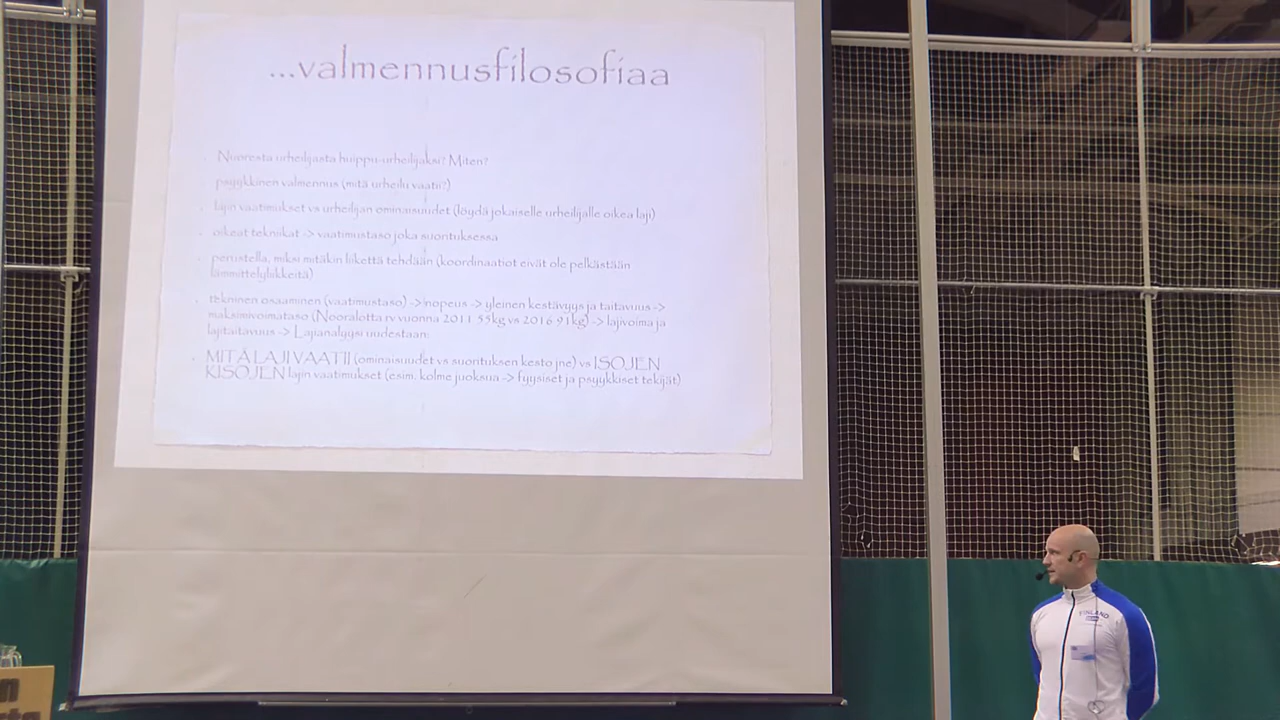 ...valmennusfilosofiaa
Nuoresta urheilijasta huippu-urheilijaksi? Miten?
psyykkinen valmennus (mitä urheilu vaatii?)
lajin vaatimukset vs urheilijan ominaisuudet (löydä jokaiselle urheilijalle oikea laji)
oikeat tekniikat -> vaatimustaso joka suorituksessa
perustella, miksi mitäkin liikettä tehdään (koordinaatiot eivät ole pelkästään
lämmittelyliikkeitä)
tekninen osaaminen (vaatimustaso) -> nopeus -> yleinen kestävyys ja taitavuus ->
maksimivoimataso (Nooralotta rv vuonna 2011 55kg vs 2016 91kg) -> lajivoima ja
lajitaitavuus -> Lajianalyysi uudestaan
MITÄ LAJI VAATII (ominaisuudet vs suorituksen kesto jne) vs ISOJEN
KISOJEN lajin vaatimukset (esim. kolme juoksua -> fyysiset ja psyykkiset tekijät)
FINLAND